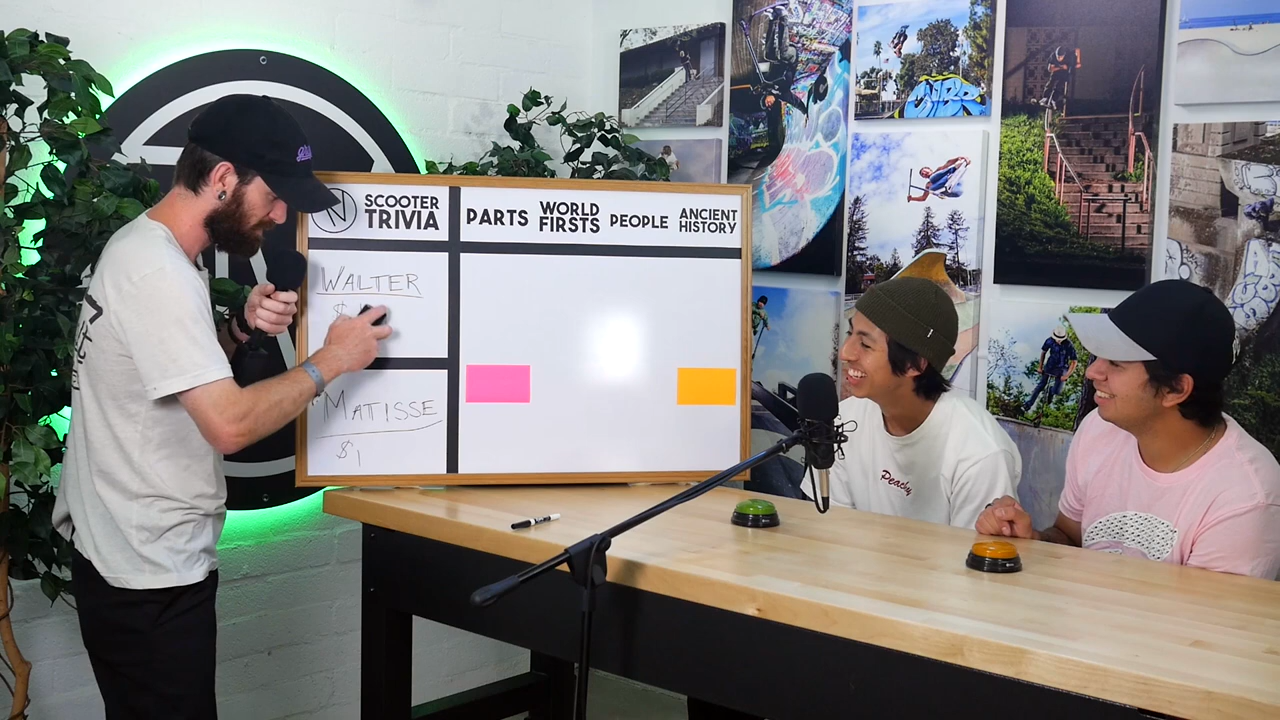 SCOOTER
TRIVIA
PARTS
WORLD
FIRSTS
PEOPLE
ANCIENT
HISTORY
WALTER
$
MATISSE
$1
Peachy